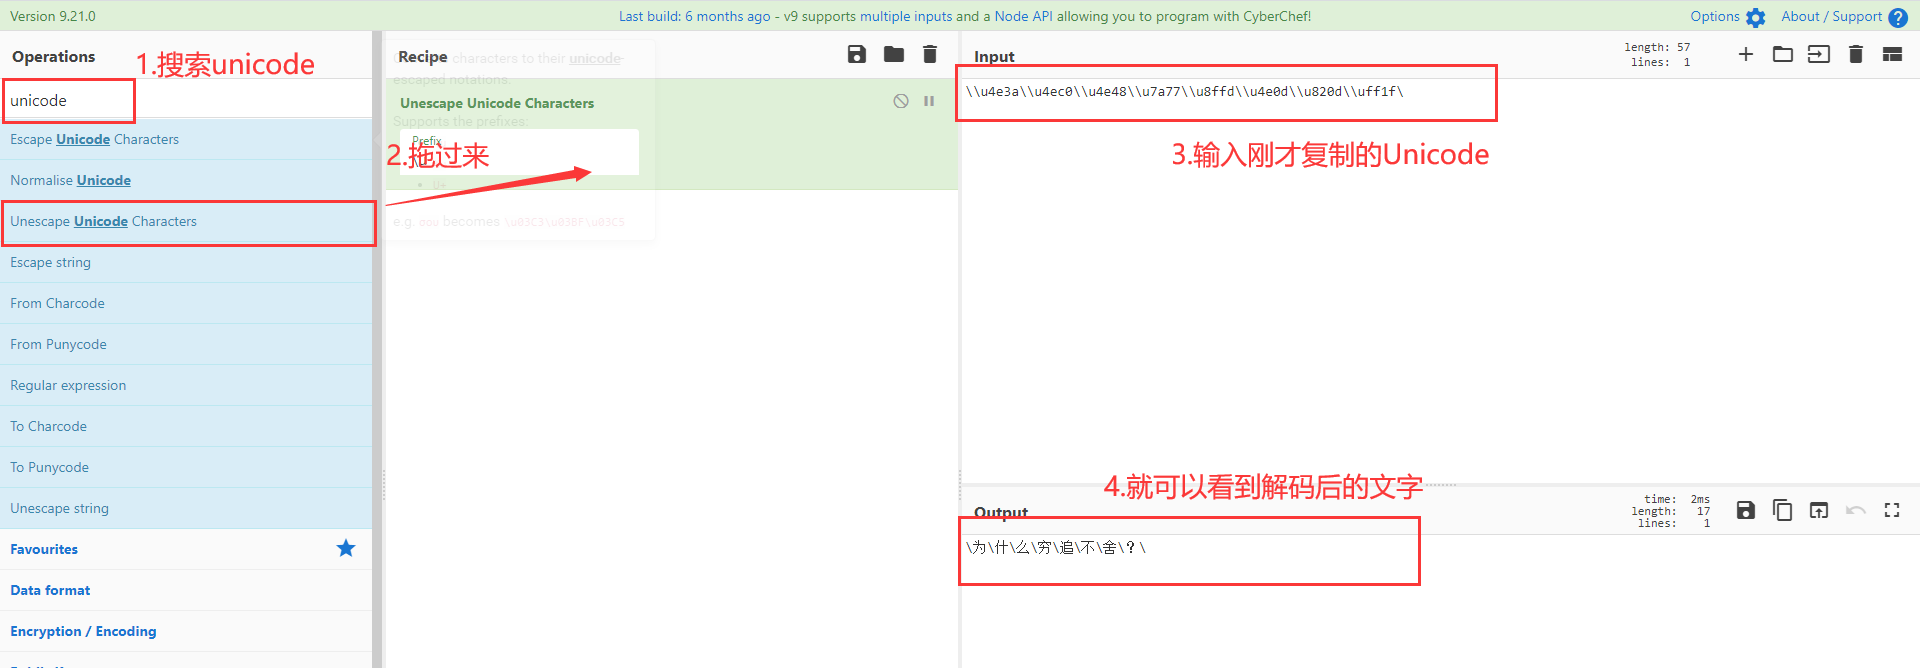 Version 9.21.0
Last build: 6 months ago - v9 supports multiple inputs and a Node API allowing you to program with CyberChef!
Options
About / Support
Operations
1.搜索unicode
unicode
Escape Unicode Characters
Normalise Unicode
Unescape Unicode Characters
Escape string
From Charcode
From Punycode
Regular expression
To Charcode
To Punycode
Unescape string
Favourites
Data format
Encryption / Encoding
Recipe
characters to their unicode-
escaped notations.
Unescape Unicode Characters
Supports the prefixes:
Prefix
2.拖过来
U+
e.g. σου becomes \u03C3\u03BF\u03C5
Input
length: 57
lines: 1
\\u4e3a\\u4ec0\\u4e48\\u7a77\\u8ffd\\u4e0d\\u820d\\uff1f\
3.输入刚才复制的Unicode
4.就可以看到解码后的文字
Output
time: 2ms
length: 17
lines: 1
\为\什\么\穷\追\不\舍\？\